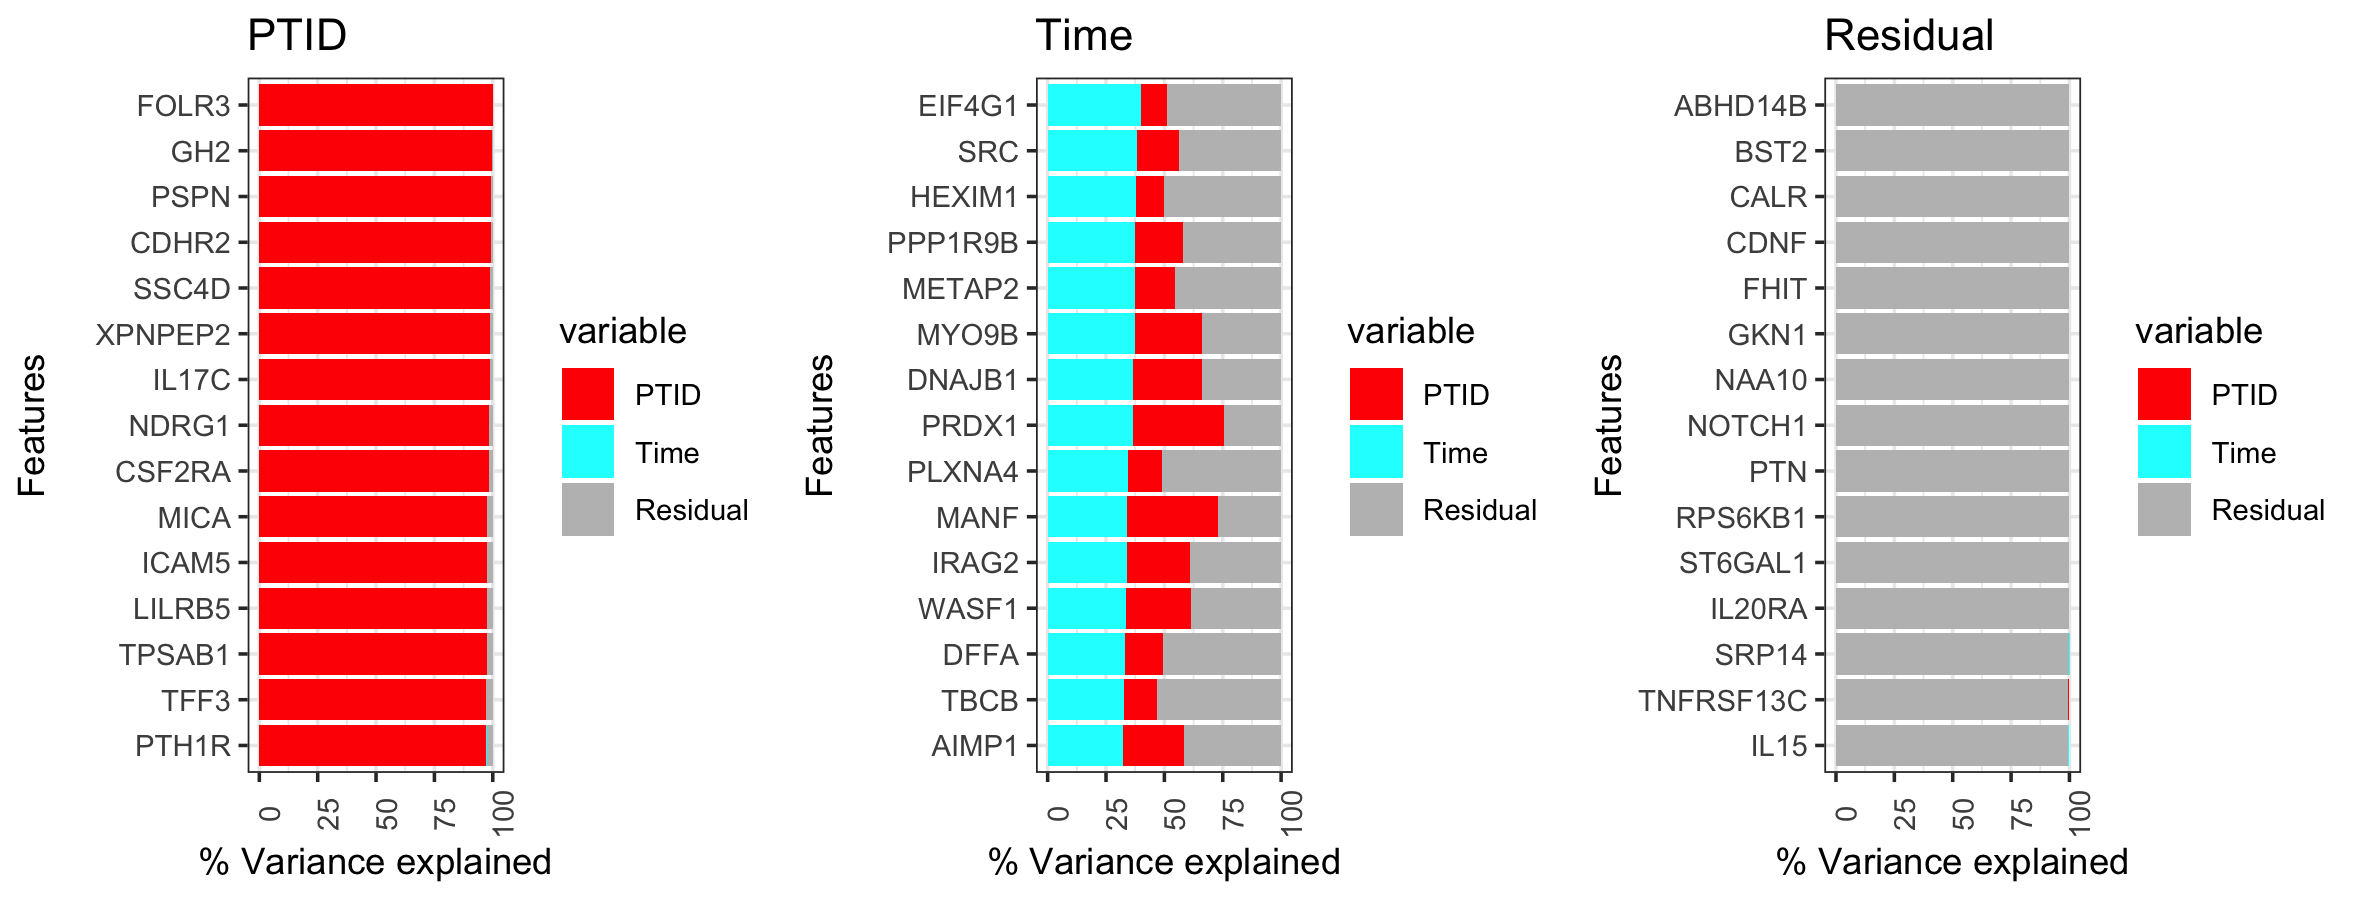 PTID
FOLR3
GH2
PSPN
CDHR2
SSC4D
XPNPEP2
IL17C
NDRG1
CSF2RA
MICA
ICAM5
LILRB5
TPSAB1
TFF3
PTH1R
Features
0 25 50 75 100
% Variance explained
variable
PTID
Time
Residual
Time
EIF4G1
SRC
HEXIM1
PPP1R9B
METAP2
MYO9B
DNAJB1
PRDX1
PLXNA4
MANF
IRAG2
WASF1
DFFA
TBCB
AIMP1
Features
0 25 50 75 100
% Variance explained
variable
PTID
Time
Residual
Residual
ABHD14B
BST2
CALR
CDNF
FHIT
GKN1
NAA10
NOTCH1
PTN
RPS6KB1
ST6GAL1
IL20RA
SRP14
TNFRSF13C
IL15
Features
0 25 50 75 100
% Variance explained
variable
PTID
Time
Residual